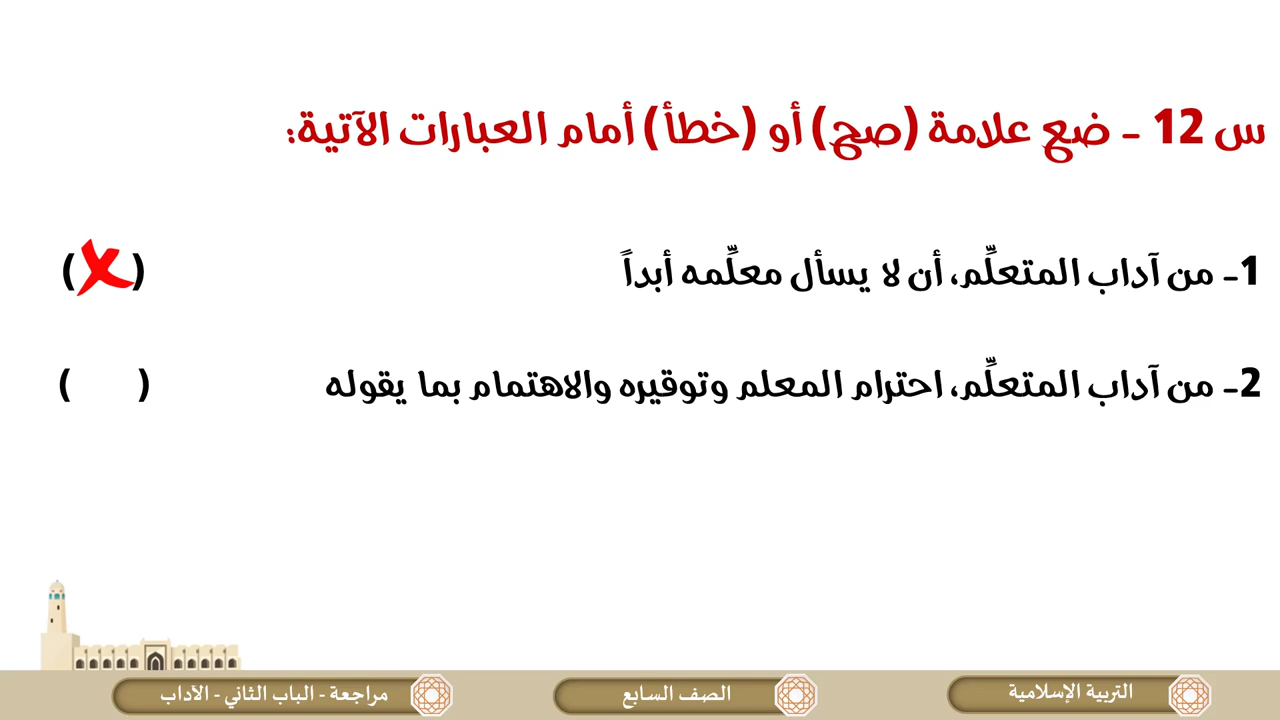 س 12 - ضع علامة (صح) أو (خطأ) أمام العبارات الآتية:
1- من آداب المتعلِّم، أن لا يسأل معلِّمه أبداً (✗)
2- من آداب المتعلِّم، احترام المعلم وتوقيره والاهتمام بما يقوله ( )
التربية الإسلامية
الصف السابع
مراجعة - الباب الثاني - الآداب